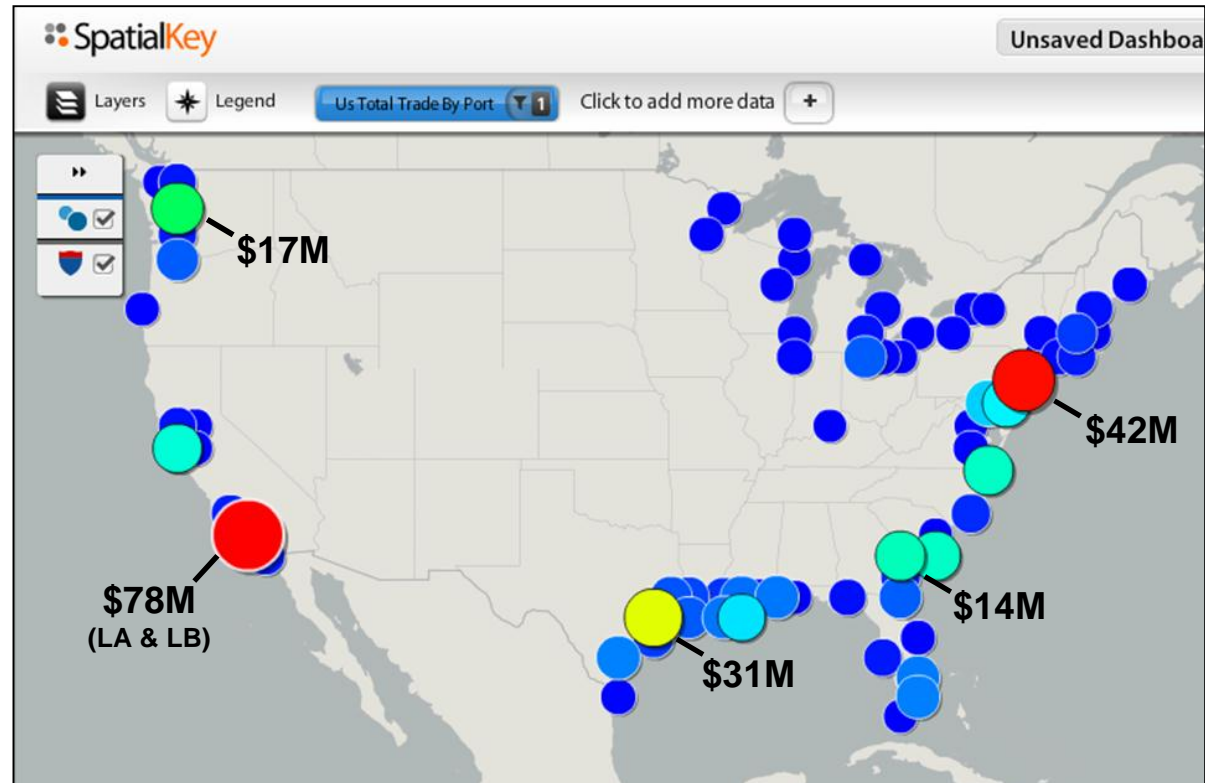 SpatialKey
Unsaved Dashboa
Layers Legend Us Total Trade By Port 1 Click to add more data +
$17M
$42M
$78M
(LA & LB)
$14M
$31M